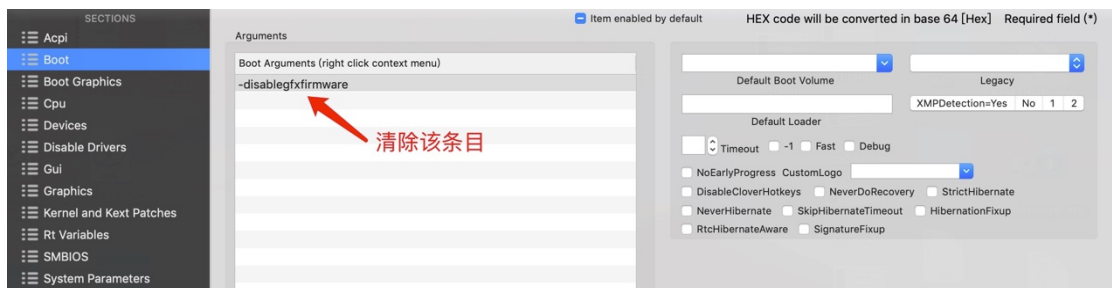 SECTIONS
Acpi
Boot
Boot Graphics
Cpu
Devices
Disable Drivers
Gui
Graphics
Kernel and Kext Patches
Rt Variables
SMBIOS
System Parameters
Item enabled by default
HEX code will be converted in base 64 [Hex]
Required field (*)
Arguments
Boot Arguments (right click context menu)
-disablegfxfirmware
清除该条目
Default Boot Volume
Legacy
XMPDetection=Yes No 1 2
Default Loader
Timeout -1 Fast Debug
NoEarlyProgress CustomLogo
DisableCloverHotkeys NeverDoRecovery StrictHibernate
NeverHibernate SkipHibernateTimeout HibernationFixup
RtcHibernateAware SignatureFixup